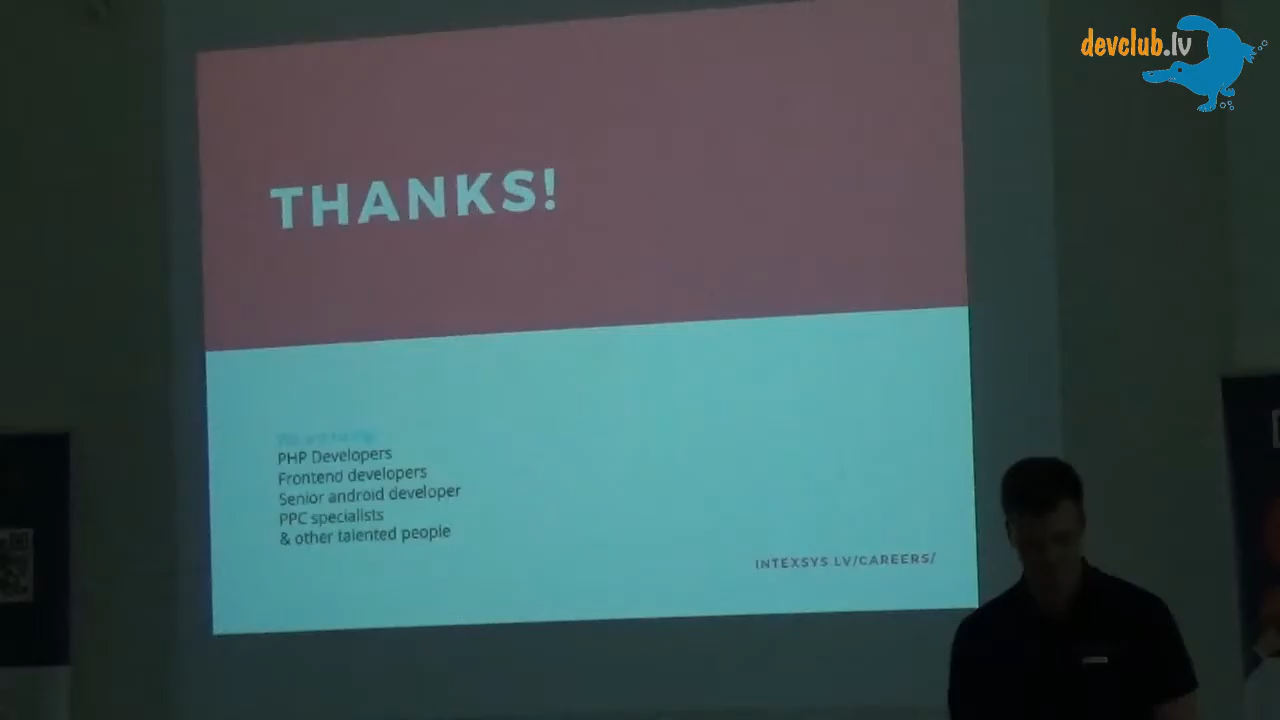 devclub.lv
THANKS!
PHP Developers
Frontend developers
Senior android developer
PPC specialists
& other talented people
INTEXSYS.LV/CAREERS/